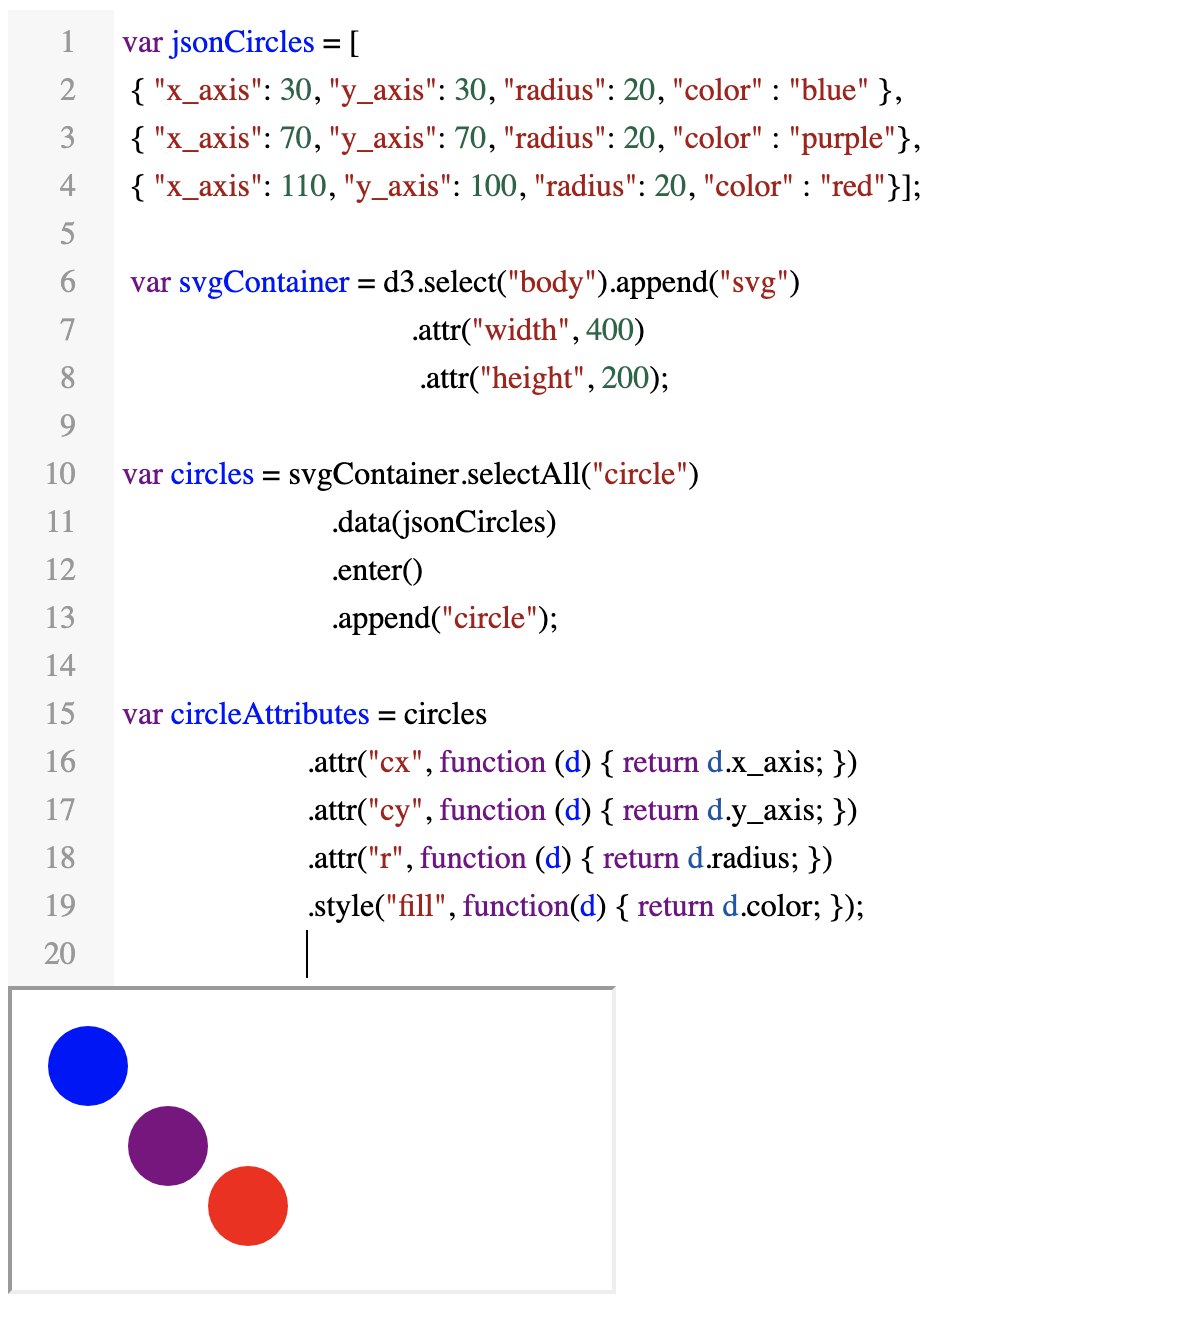 1 var jsonCircles = [
2 { "x_axis": 30, "y_axis": 30, "radius": 20, "color" : "blue" },
3 { "x_axis": 70, "y_axis": 70, "radius": 20, "color" : "purple"},
4 { "x_axis": 110, "y_axis": 100, "radius": 20, "color" : "red"}];
5
6 var svgContainer = d3.select("body").append("svg")
7 .attr("width", 400)
8 .attr("height", 200);
9
10 var circles = svgContainer.selectAll("circle")
11 .data(jsonCircles)
12 .enter()
13 .append("circle");
14
15 var circleAttributes = circles
16 .attr("cx", function (d) { return d.x_axis; })
17 .attr("cy", function (d) { return d.y_axis; })
18 .attr("r", function (d) { return d.radius; })
19 .style("fill", function(d) { return d.color; });
20